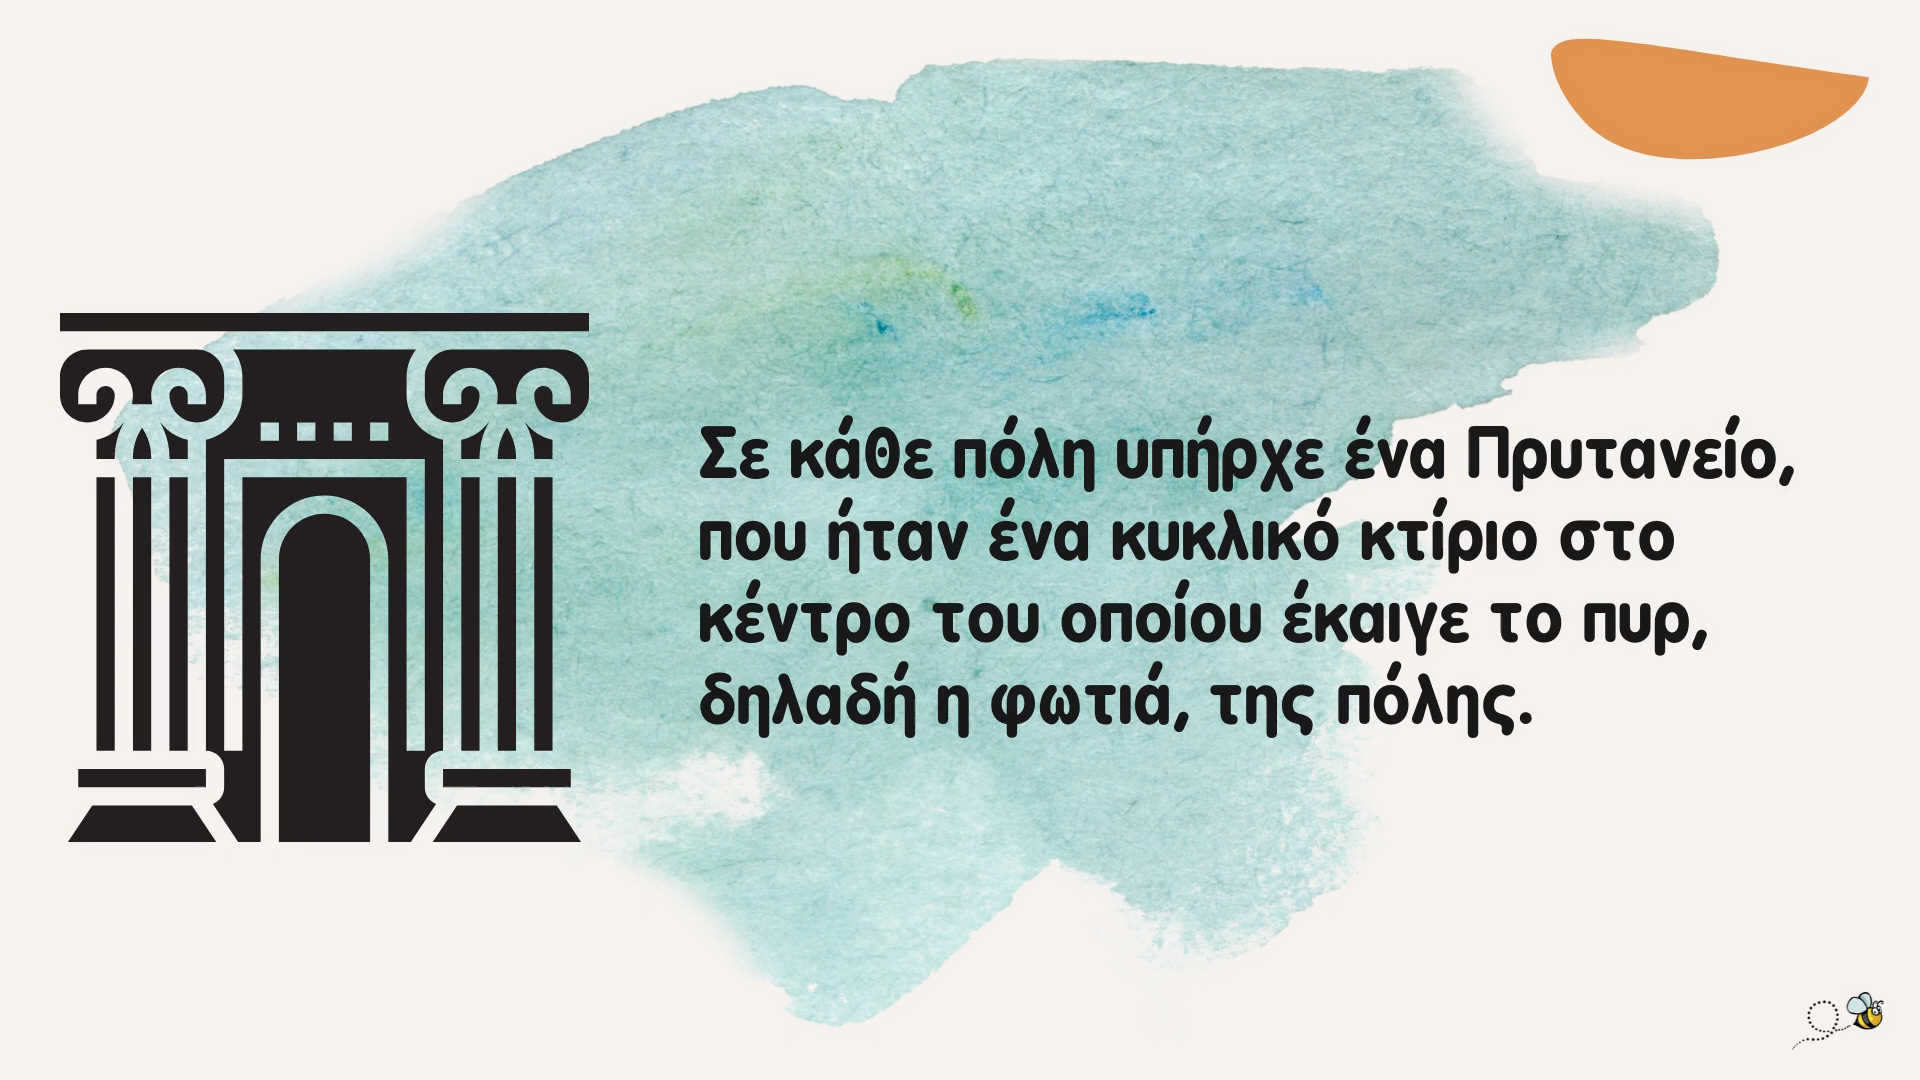 Σε κάθε πόλη υπήρχε ένα Πρυτανείο,
που ήταν ένα κυκλικό κτίριο στο
κέντρο του οποίου έκαιγε το πυρ,
δηλαδή η φωτιά, της πόλης.